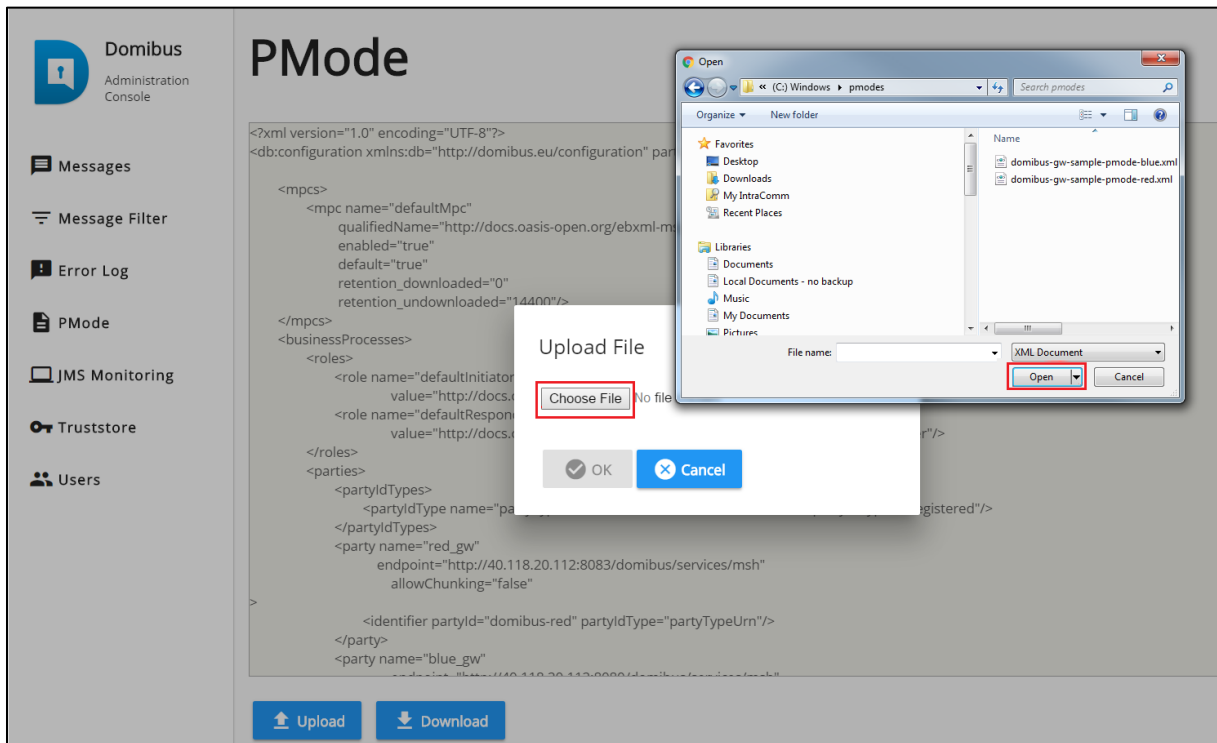 Domibus
Administration
Console
Messages
Message Filter
Error Log
PMode
JMS Monitoring
Truststore
Users
PMode
<?xml version="1.0" encoding="UTF-8"?>
<db:configuration xmlns:db="http://domibus.eu/configuration"
<mpcs>
<mpc name="defaultMpc"
qualifiedName="http://docs.oasis-open.org/ebxml-
enabled="true"
default="true"
retention_downloaded="0"
retention_undownloaded="14400"/>
</mpcs>
<businessProcesses>
<roles>
<role name="defaultInitiator
value="http://docs.
<role name="defaultRespon
value="http://docs. r"/>
</roles>
<parties>
<partyIdTypes>
<partyIdType name="pa egistered"/>
</partyIdTypes>
<party name="red_gw"
endpoint="http://40.118.20.112:8083/domibus/services/msh"
allowChunking="false"
>
<identifier partyId="domibus-red" partyIdType="partyTypeUrn"/>
</party>
<party name="blue_gw"
Upload
Download
Upload File
Choose File No file
OK
Cancel
Open
« (C:) Windows ▸ pmodes
Search pmodes
Organize ▾ New folder
Favorites
Desktop
Downloads
My IntraComm
Recent Places
Libraries
Documents
Local Documents - no backup
Music
My Documents
Pictures
Name
domibus-gw-sample-pmode-blue.xml
domibus-gw-sample-pmode-red.xml
File name:
XML Document
Open
Cancel